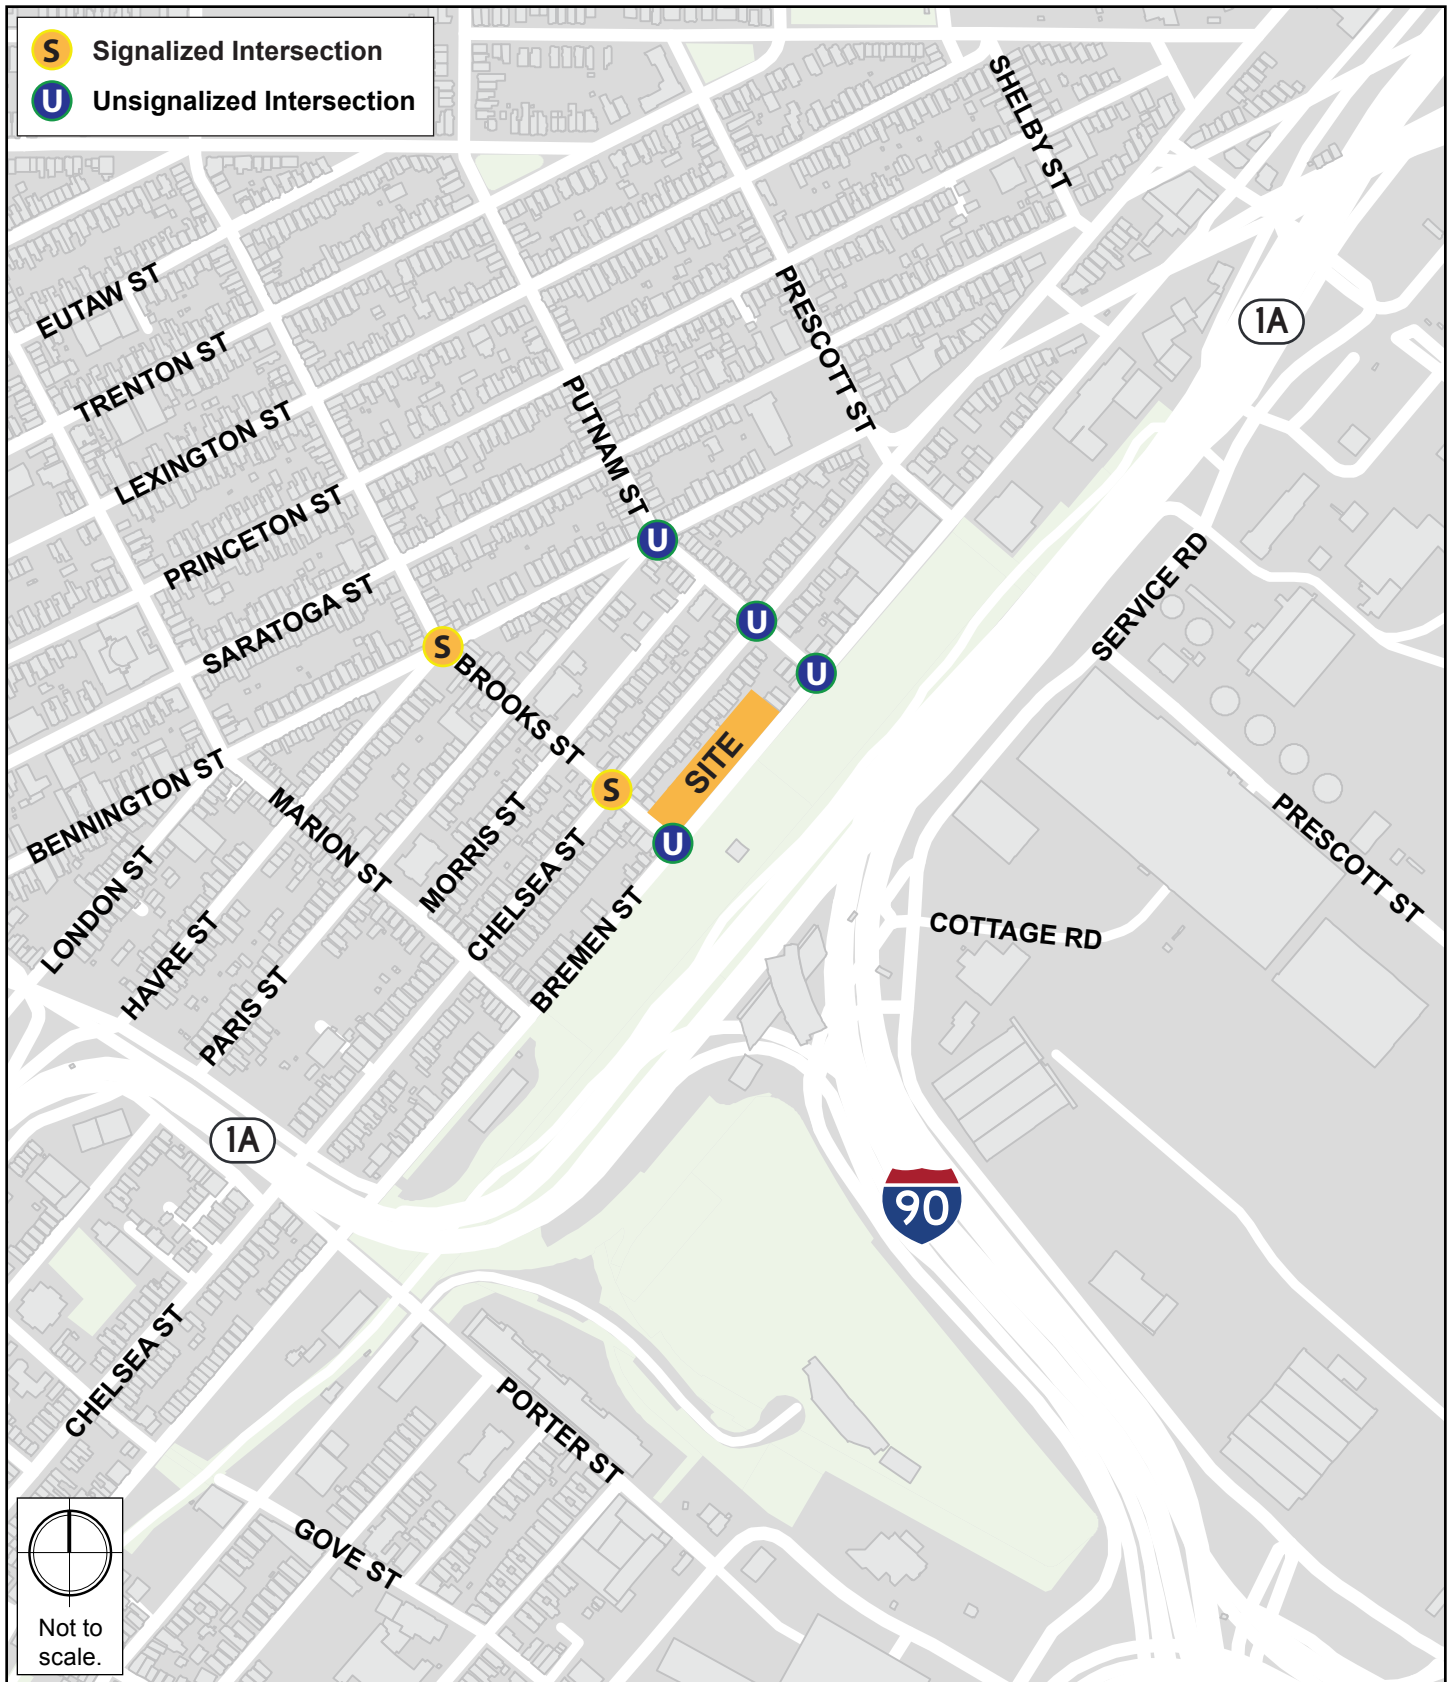 S Signalized Intersection
U Unsignalized Intersection
SHELBY ST
EUTAW ST
1A
TRENTON ST
PRESCOTT ST
LEXINGTON ST
PUTNAM ST
PRINCETON ST
U
SERVICE RD
SARATOGA ST
U
S
BROOKS ST
U
SITE
S
BENNINGTON ST
MARION ST
MORRIS ST
U
PRESCOTT ST
CHELSEA ST
LONDON ST
BREMEN ST
COTTAGE RD
HAVRE ST
PARIS ST
1A
90
CHELSEA ST
PORTER ST
GOVE ST
Not to
scale.